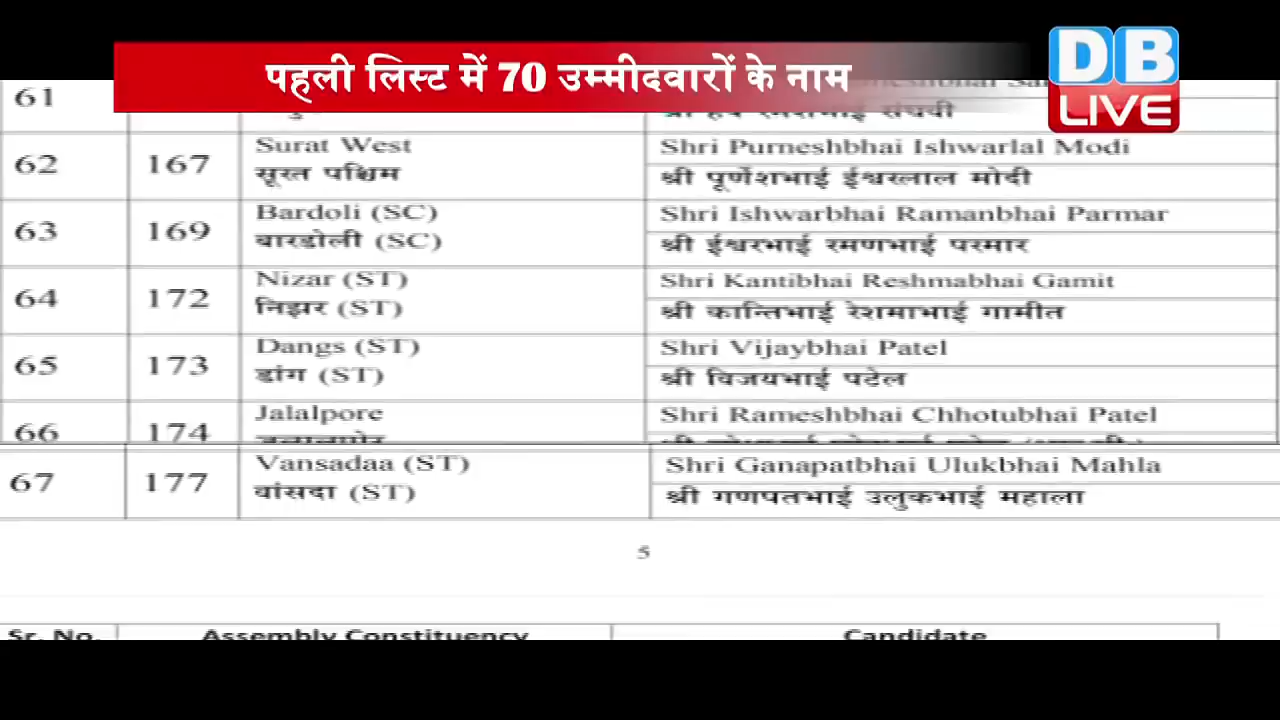 पहली लिस्ट में 70 उम्मीदवारों के नाम
DB
LIVE
61
62 167 Surat West Shri Purneshbhai Ishwarlal Modi
सूरत पश्चिम श्री पूर्णेशभाई ईश्वरलाल मोदी
63 169 Bardoli (SC) Shri Ishwarbhai Ramanbhai Parmar
बारडोली (SC) श्री ईश्वरभाई रमणभाई परमार
64 172 Nizar (ST) Shri Kantibhai Reshmabhai Gamit
निझर (ST) श्री कान्तिभाई रेशमाभाई गामीत
65 173 Dangs (ST) Shri Vijaybhai Patel
डांग (ST) श्री विजयभाई पटेल
66 174 Jalalpore Shri Rameshbhai Chhotubhai Patel
67 177 Vansadaa (ST) Shri Ganapatbhai Ulukbhai Mahla
वांसदा (ST) श्री गणपतभाई उलुकभाई महाला
5
Sr. No. Assembly Constituency Candidate